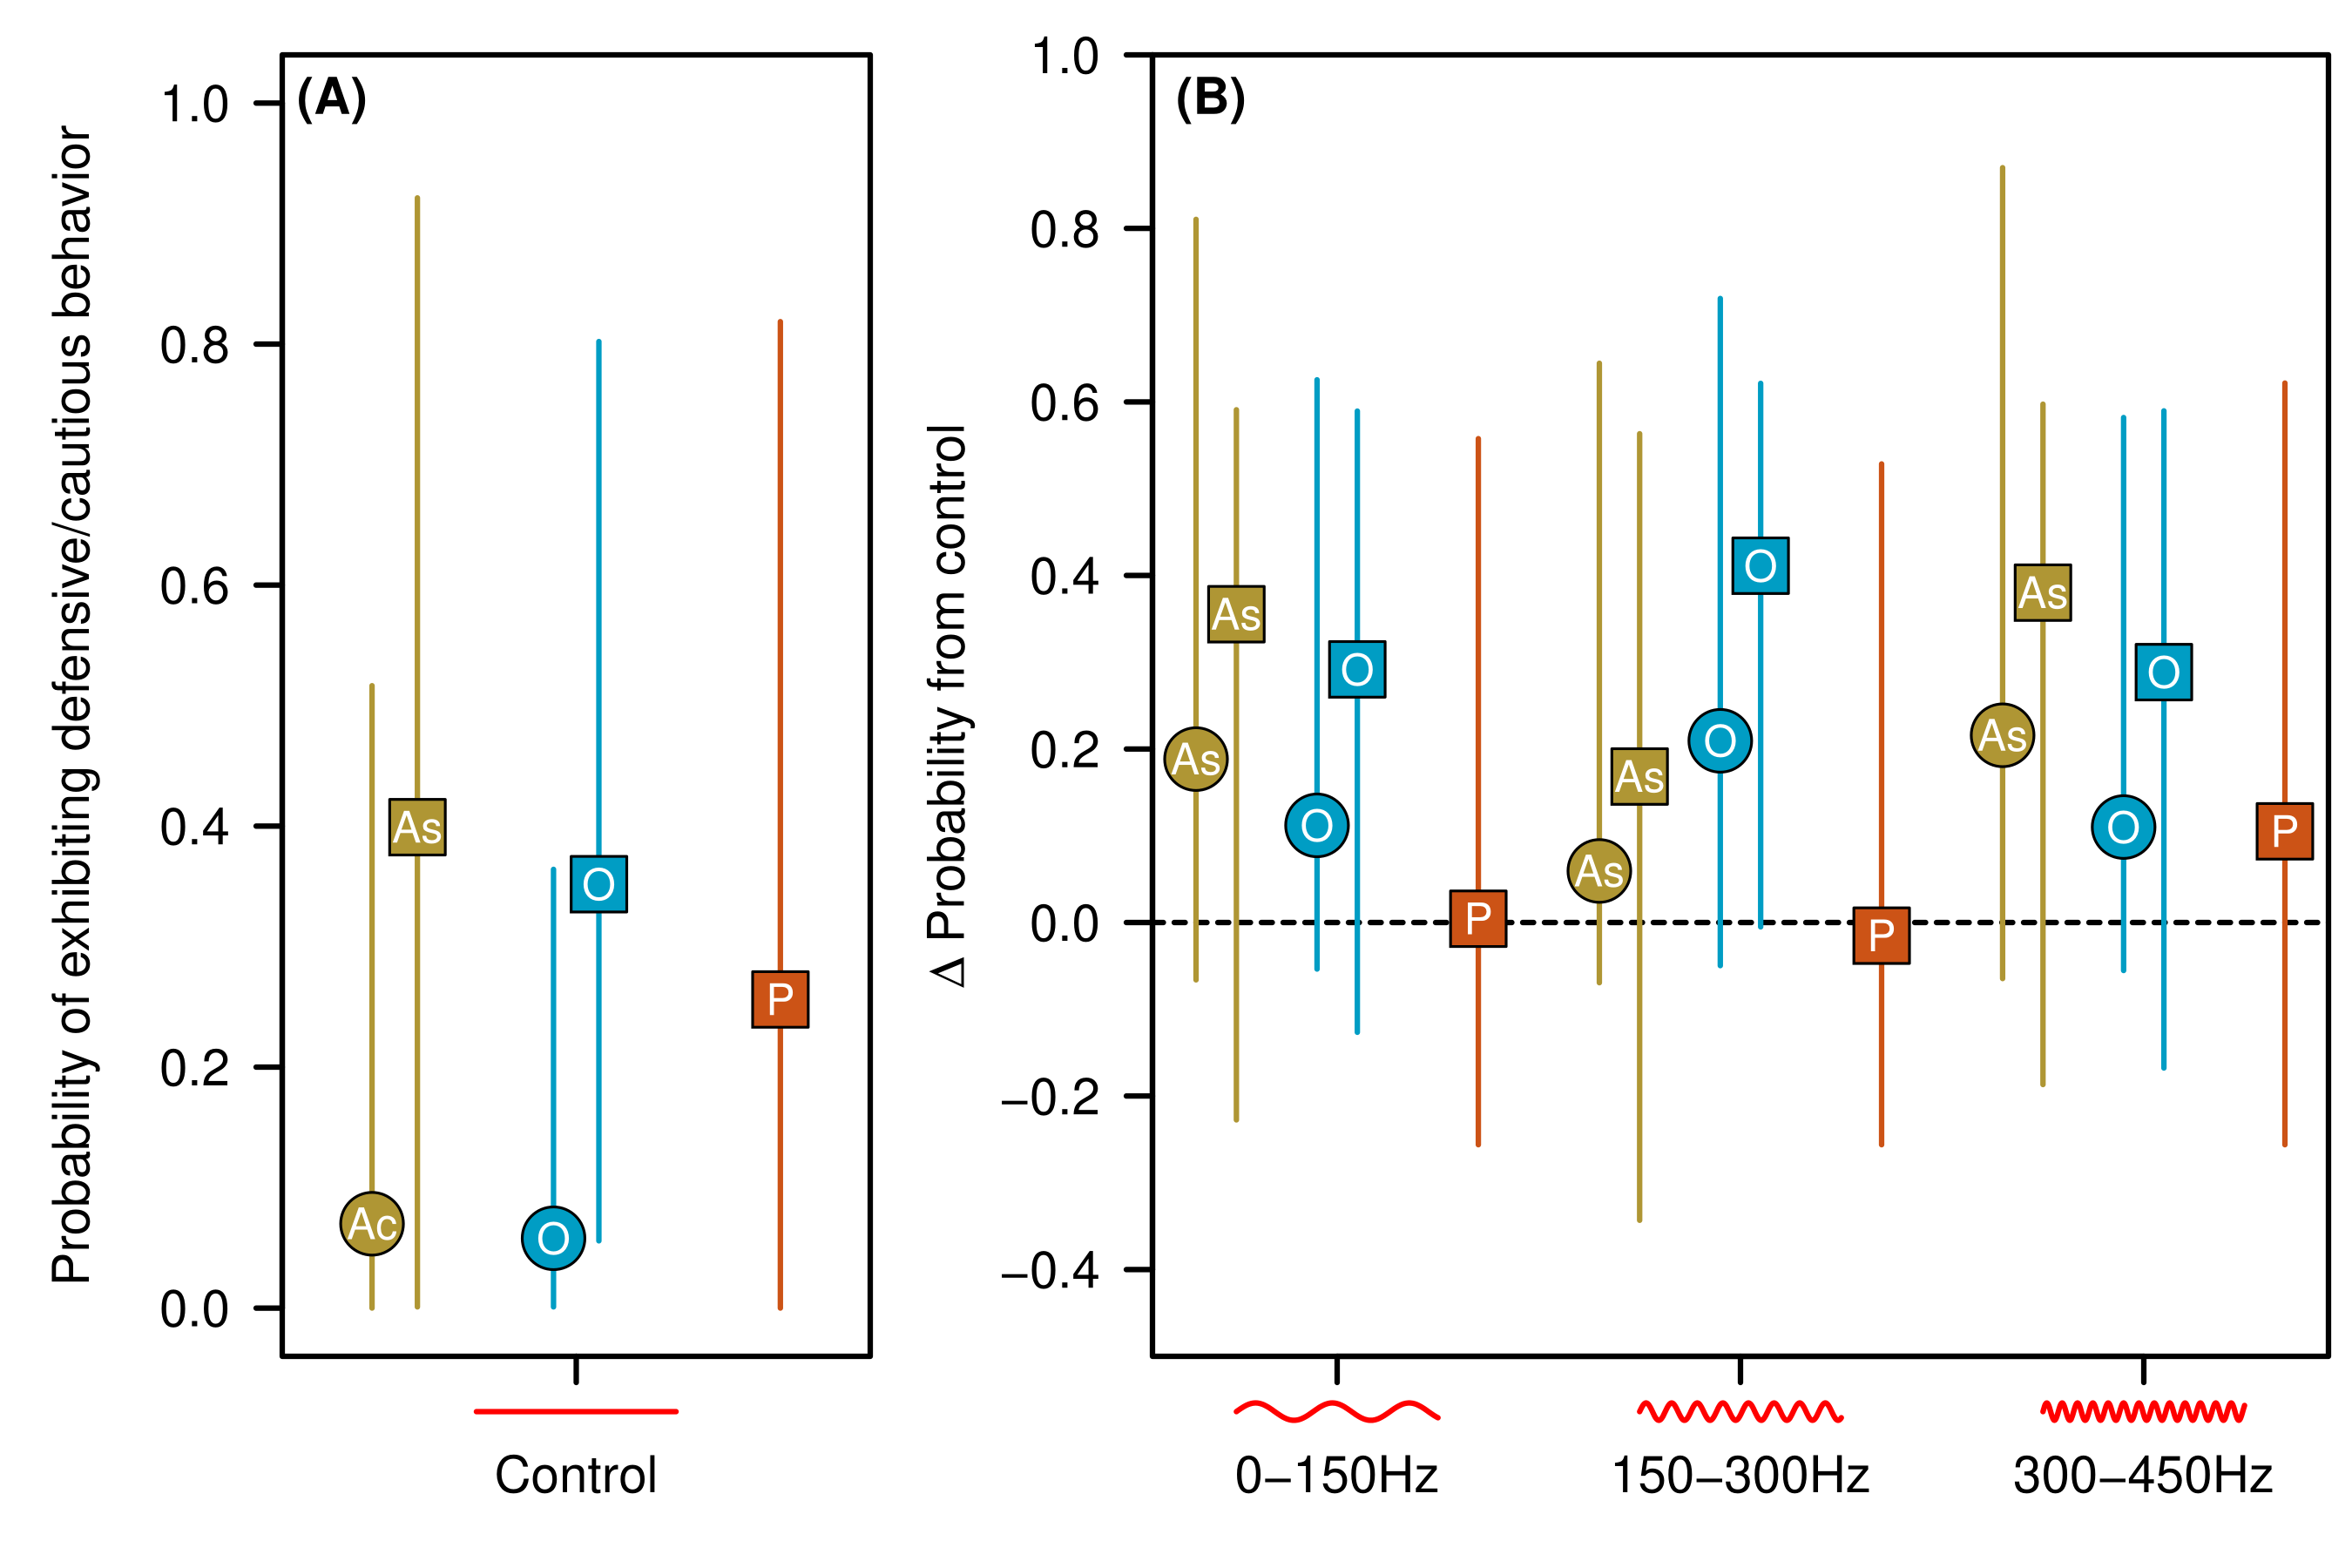 (A)
Probability of exhibiting defensive/cautious behavior
1.0
0.8
0.6
0.4
0.2
0.0
As
O
P
Ac
O
Control
(B)
Δ Probability from control
1.0
0.8
0.6
0.4
0.2
0.0
−0.2
−0.4
As
As
O
O
P
As
As
O
O
P
As
As
O
O
P
0−150Hz
150−300Hz
300−450Hz